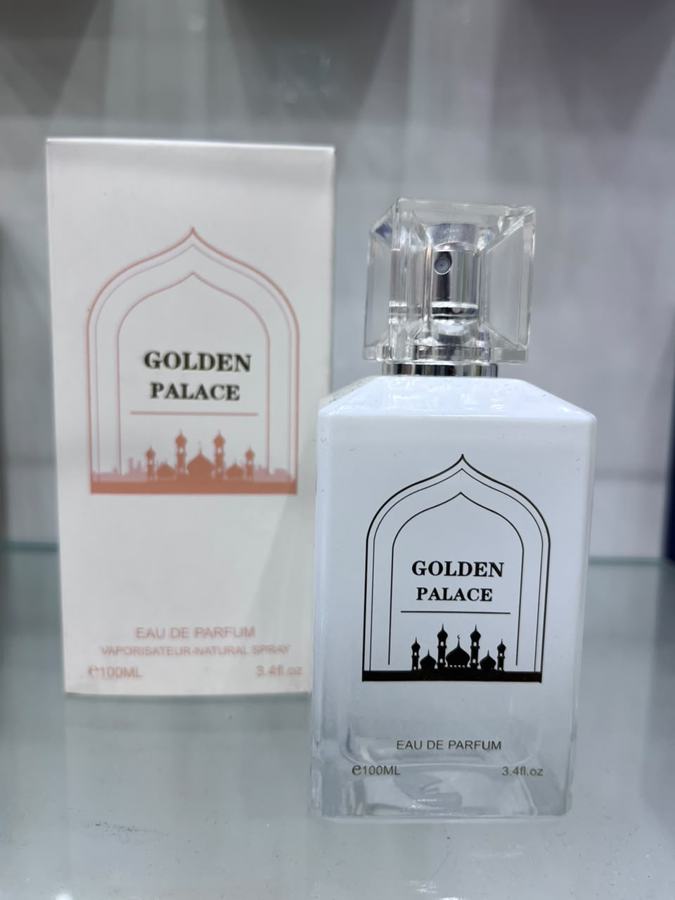 GOLDEN
PALACE
EAU DE PARFUM
VAPORISATEUR-NATURAL SPRAY
℮100ML 3.4fl.oz
GOLDEN
PALACE
EAU DE PARFUM
℮100ML 3.4fl.oz